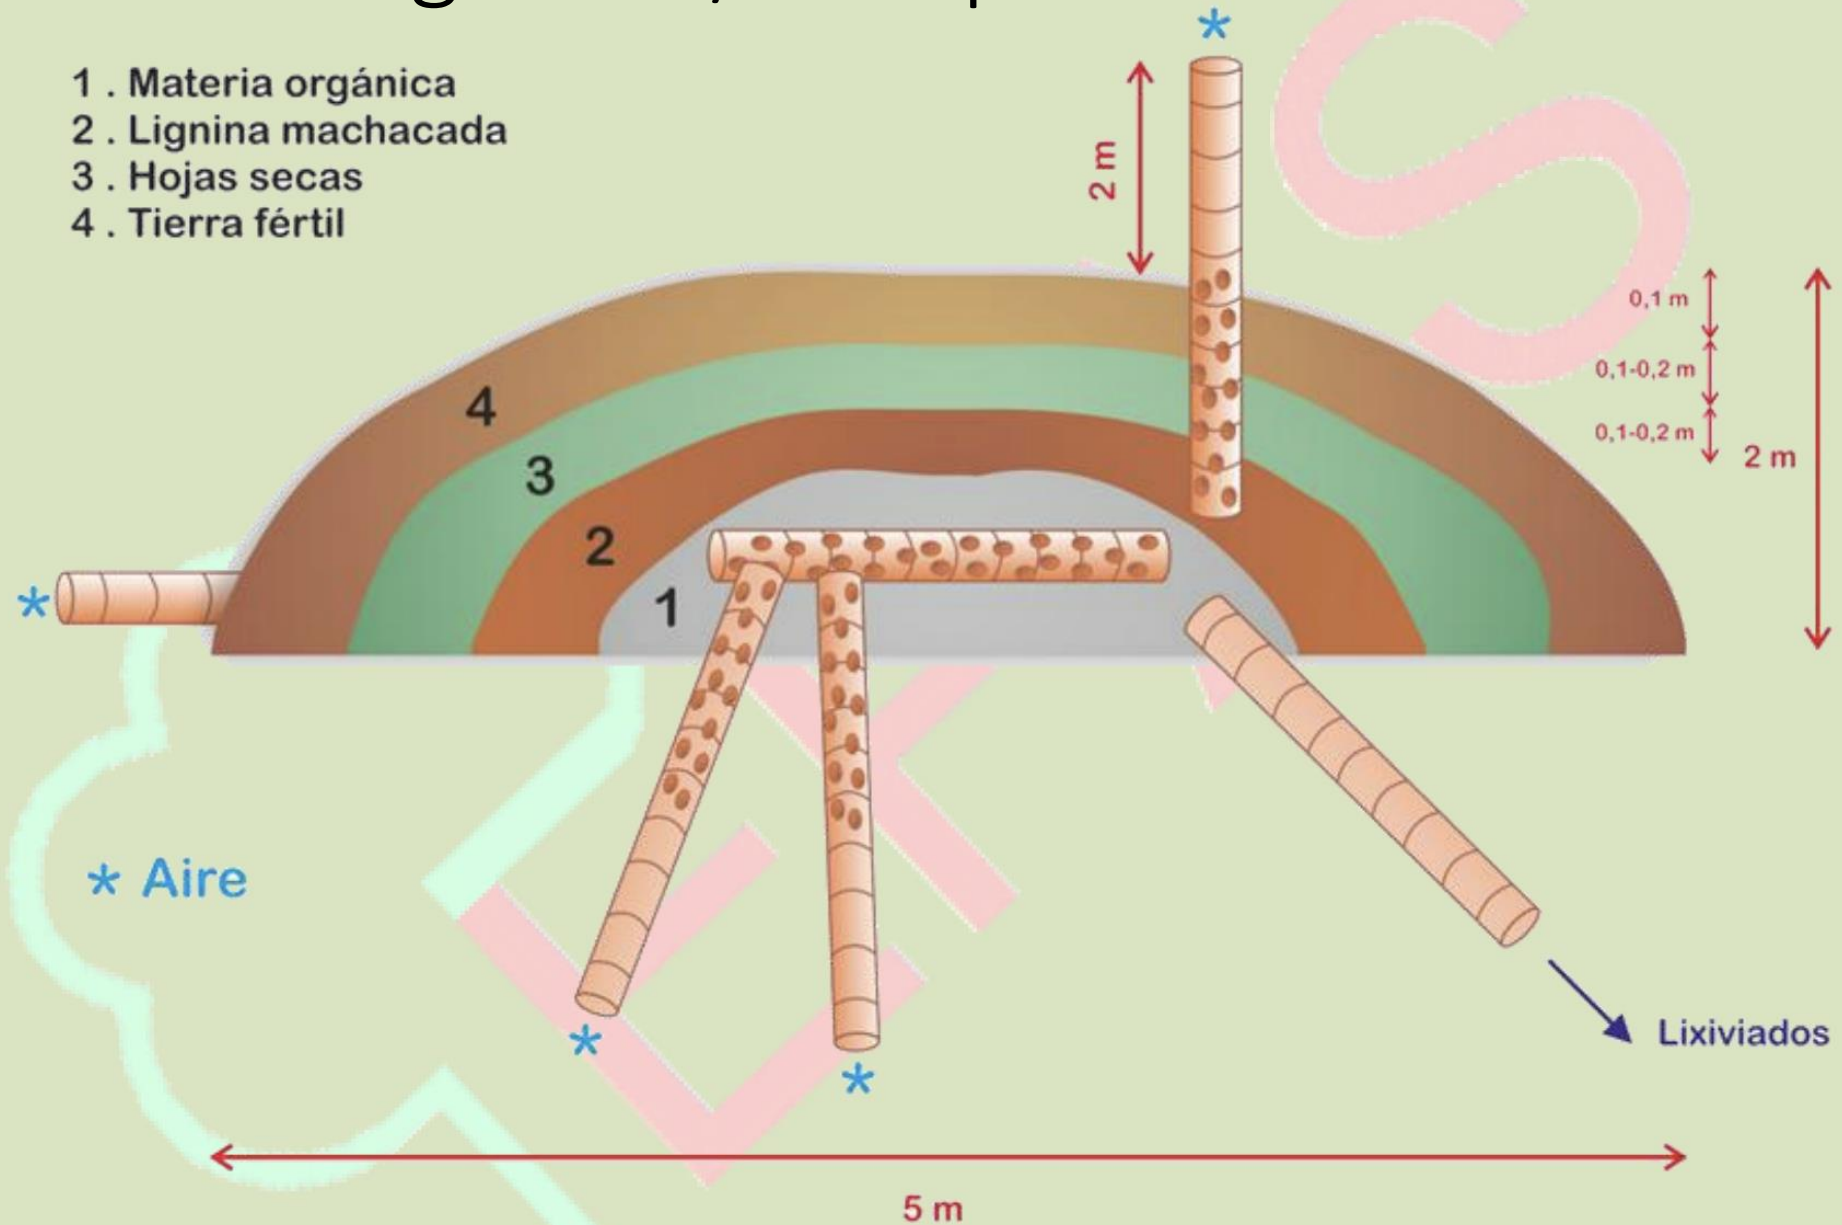 1 . Materia orgánica
2 . Lignina machacada
3 . Hojas secas
4 . Tierra fértil
*
2 m
0,1 m
0,1-0,2 m
0,1-0,2 m
2 m
4
3
2
1
*
* Aire
*
*
Lixiviados
5 m